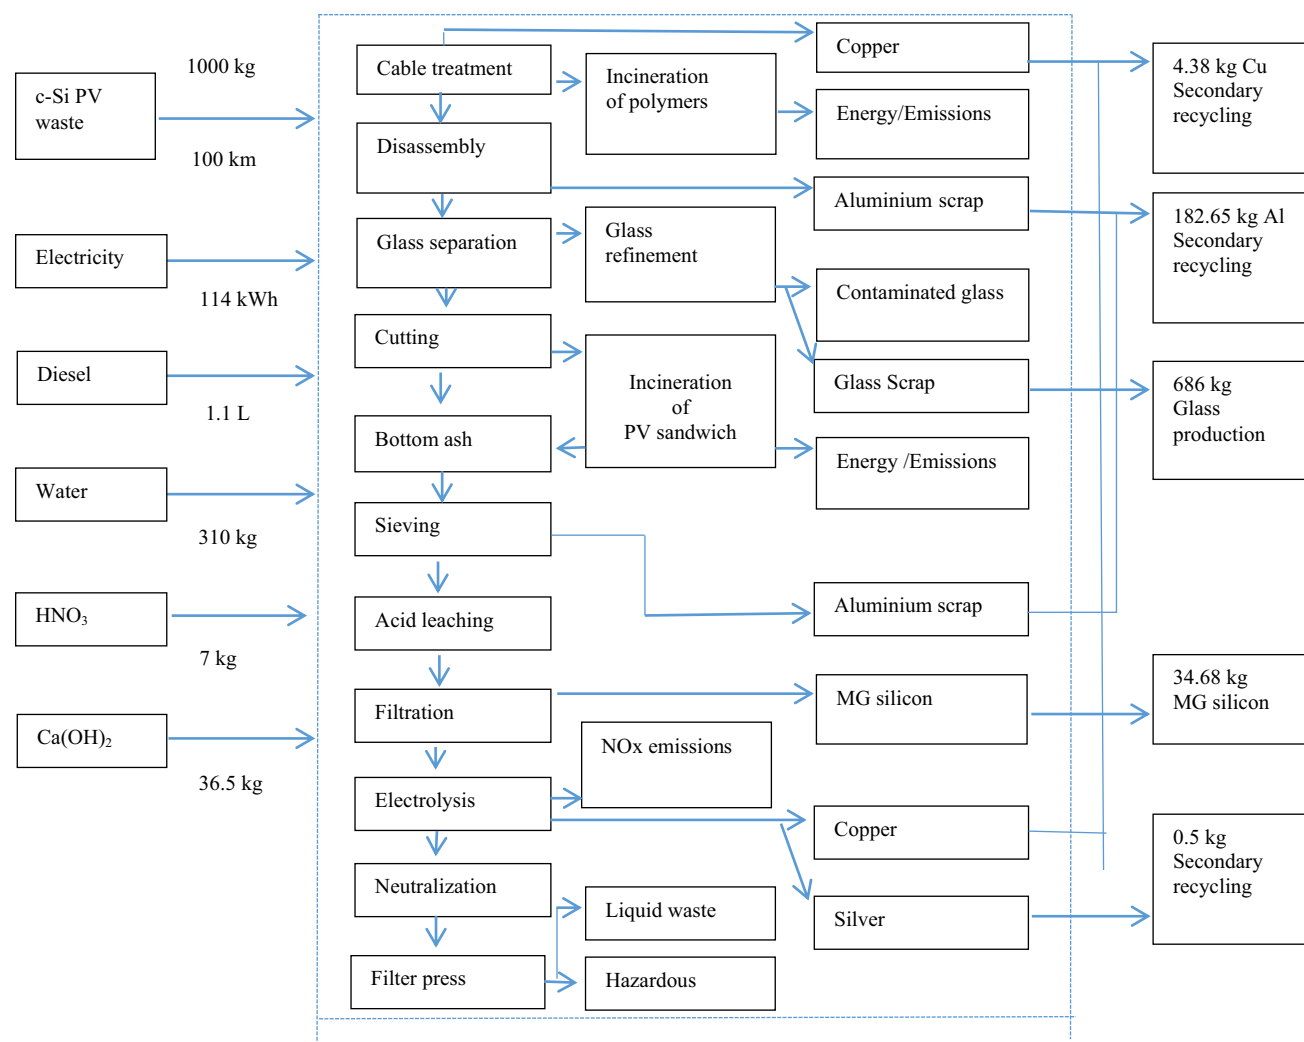 1000 kg
c-Si PV
waste
100 km
Electricity
114 kWh
Diesel
1.1 L
Water
310 kg
HNO₃
7 kg
Ca(OH)₂
36.5 kg
Cable treatment
Disassembly
Glass separation
Cutting
Bottom ash
Sieving
Acid leaching
Filtration
Electrolysis
Neutralization
Filter press
Incineration
of polymers
Glass
refinement
Incineration
of
PV sandwich
NOx emissions
Liquid waste
Hazardous
Copper
Energy/Emissions
Aluminium scrap
Contaminated glass
Glass Scrap
Energy /Emissions
Aluminium scrap
MG silicon
Copper
Silver
4.38 kg Cu
Secondary
recycling
182.65 kg Al
Secondary
recycling
686 kg
Glass
production
34.68 kg
MG silicon
0.5 kg
Secondary
recycling